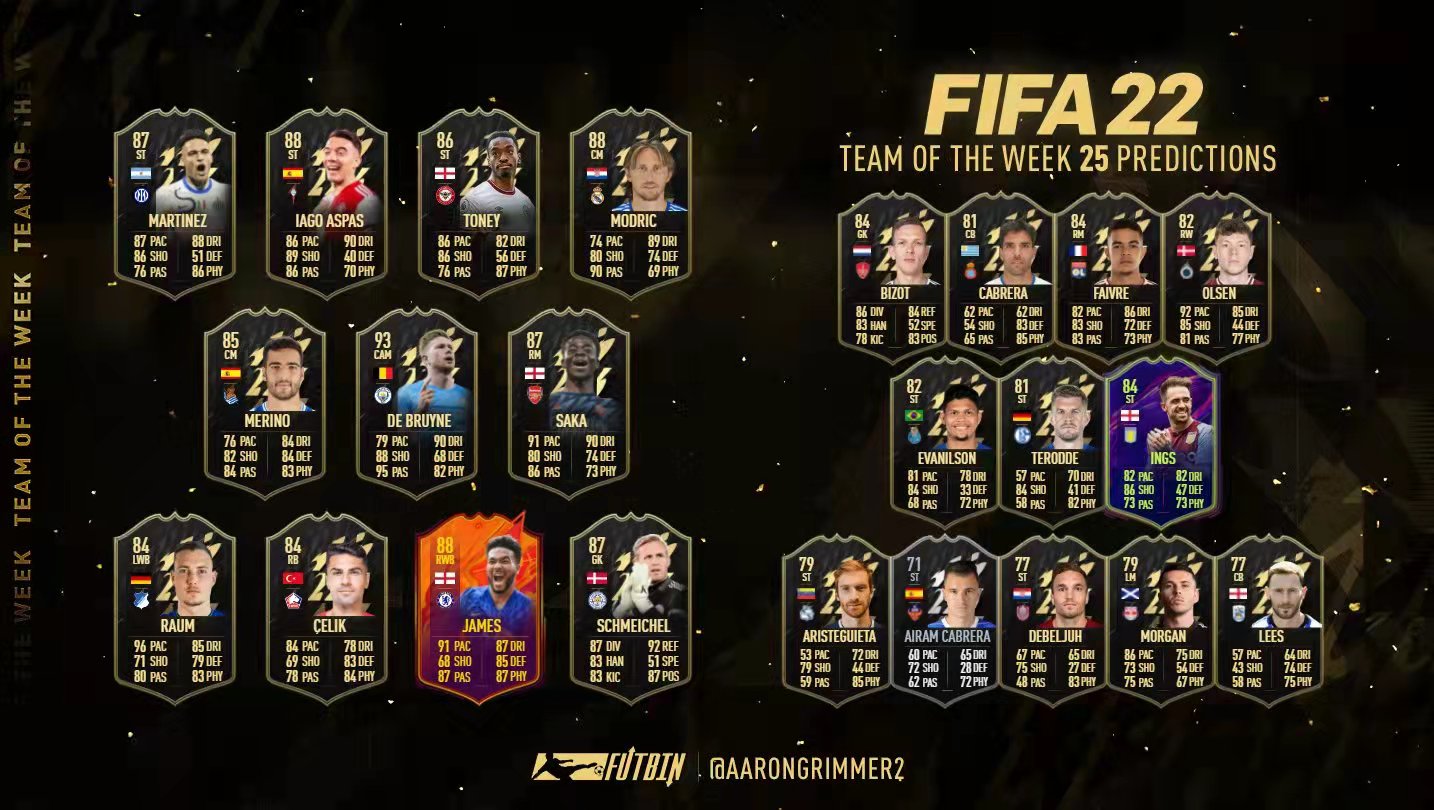 TEAM OF THE WEEK TEAM OF THE WEEK TEAM OF THE WEEK
FIFA 22
TEAM OF THE WEEK 25 PREDICTIONS
87
ST
MARTINEZ
87 PAC 88 DRI
86 SHO 51 DEF
76 PAS 86 PHY
88
ST
IAGO ASPAS
86 PAC 90 DRI
89 SHO 40 DEF
86 PAS 70 PHY
86
ST
TONEY
86 PAC 82 DRI
86 SHO 56 DEF
76 PAS 87 PHY
88
CM
MODRIC
74 PAC 89 DRI
80 SHO 74 DEF
90 PAS 69 PHY
85
CM
MERINO
76 PAC 84 DRI
82 SHO 84 DEF
84 PAS 83 PHY
93
CAM
DE BRUYNE
79 PAC 90 DRI
88 SHO 68 DEF
95 PAS 82 PHY
87
RM
SAKA
91 PAC 90 DRI
80 SHO 74 DEF
86 PAS 73 PHY
84
LWB
RAUM
96 PAC 85 DRI
71 SHO 79 DEF
80 PAS 83 PHY
84
RB
ÇELIK
84 PAC 78 DRI
69 SHO 83 DEF
78 PAS 84 PHY
88
RWB
JAMES
91 PAC 87 DRI
68 SHO 85 DEF
87 PAS 87 PHY
87
GK
SCHMEICHEL
87 DIV 92 REF
83 HAN 51 SPE
83 KIC 87 POS
84
GK
BIZOT
86 DIV 84 REF
83 HAN 52 SPE
78 KIC 83 POS
81
CB
CABRERA
62 PAC 62 DRI
54 SHO 83 DEF
65 PAS 85 PHY
84
RM
FAIVRE
82 PAC 86 DRI
83 SHO 72 DEF
83 PAS 73 PHY
82
RW
OLSEN
92 PAC 85 DRI
85 SHO 44 DEF
81 PAS 77 PHY
82
ST
EVANILSON
81 PAC 78 DRI
84 SHO 33 DEF
68 PAS 72 PHY
81
ST
TERODDE
57 PAC 70 DRI
84 SHO 41 DEF
58 PAS 82 PHY
84
ST
INGS
82 PAC 82 DRI
86 SHO 47 DEF
73 PAS 73 PHY
79
ST
ARISTEGUIETA
53 PAC 72 DRI
79 SHO 44 DEF
59 PAS 85 PHY
71
ST
AIRAM CABRERA
60 PAC 65 DRI
72 SHO 28 DEF
62 PAS 72 PHY
77
ST
DEBELJUH
67 PAC 65 DRI
75 SHO 27 DEF
48 PAS 83 PHY
79
LM
MORGAN
86 PAC 75 DRI
73 SHO 54 DEF
75 PAS 67 PHY
77
CB
LEES
57 PAC 64 DRI
43 SHO 74 DEF
58 PAS 75 PHY
FUTBIN @AARONGRIMMER2